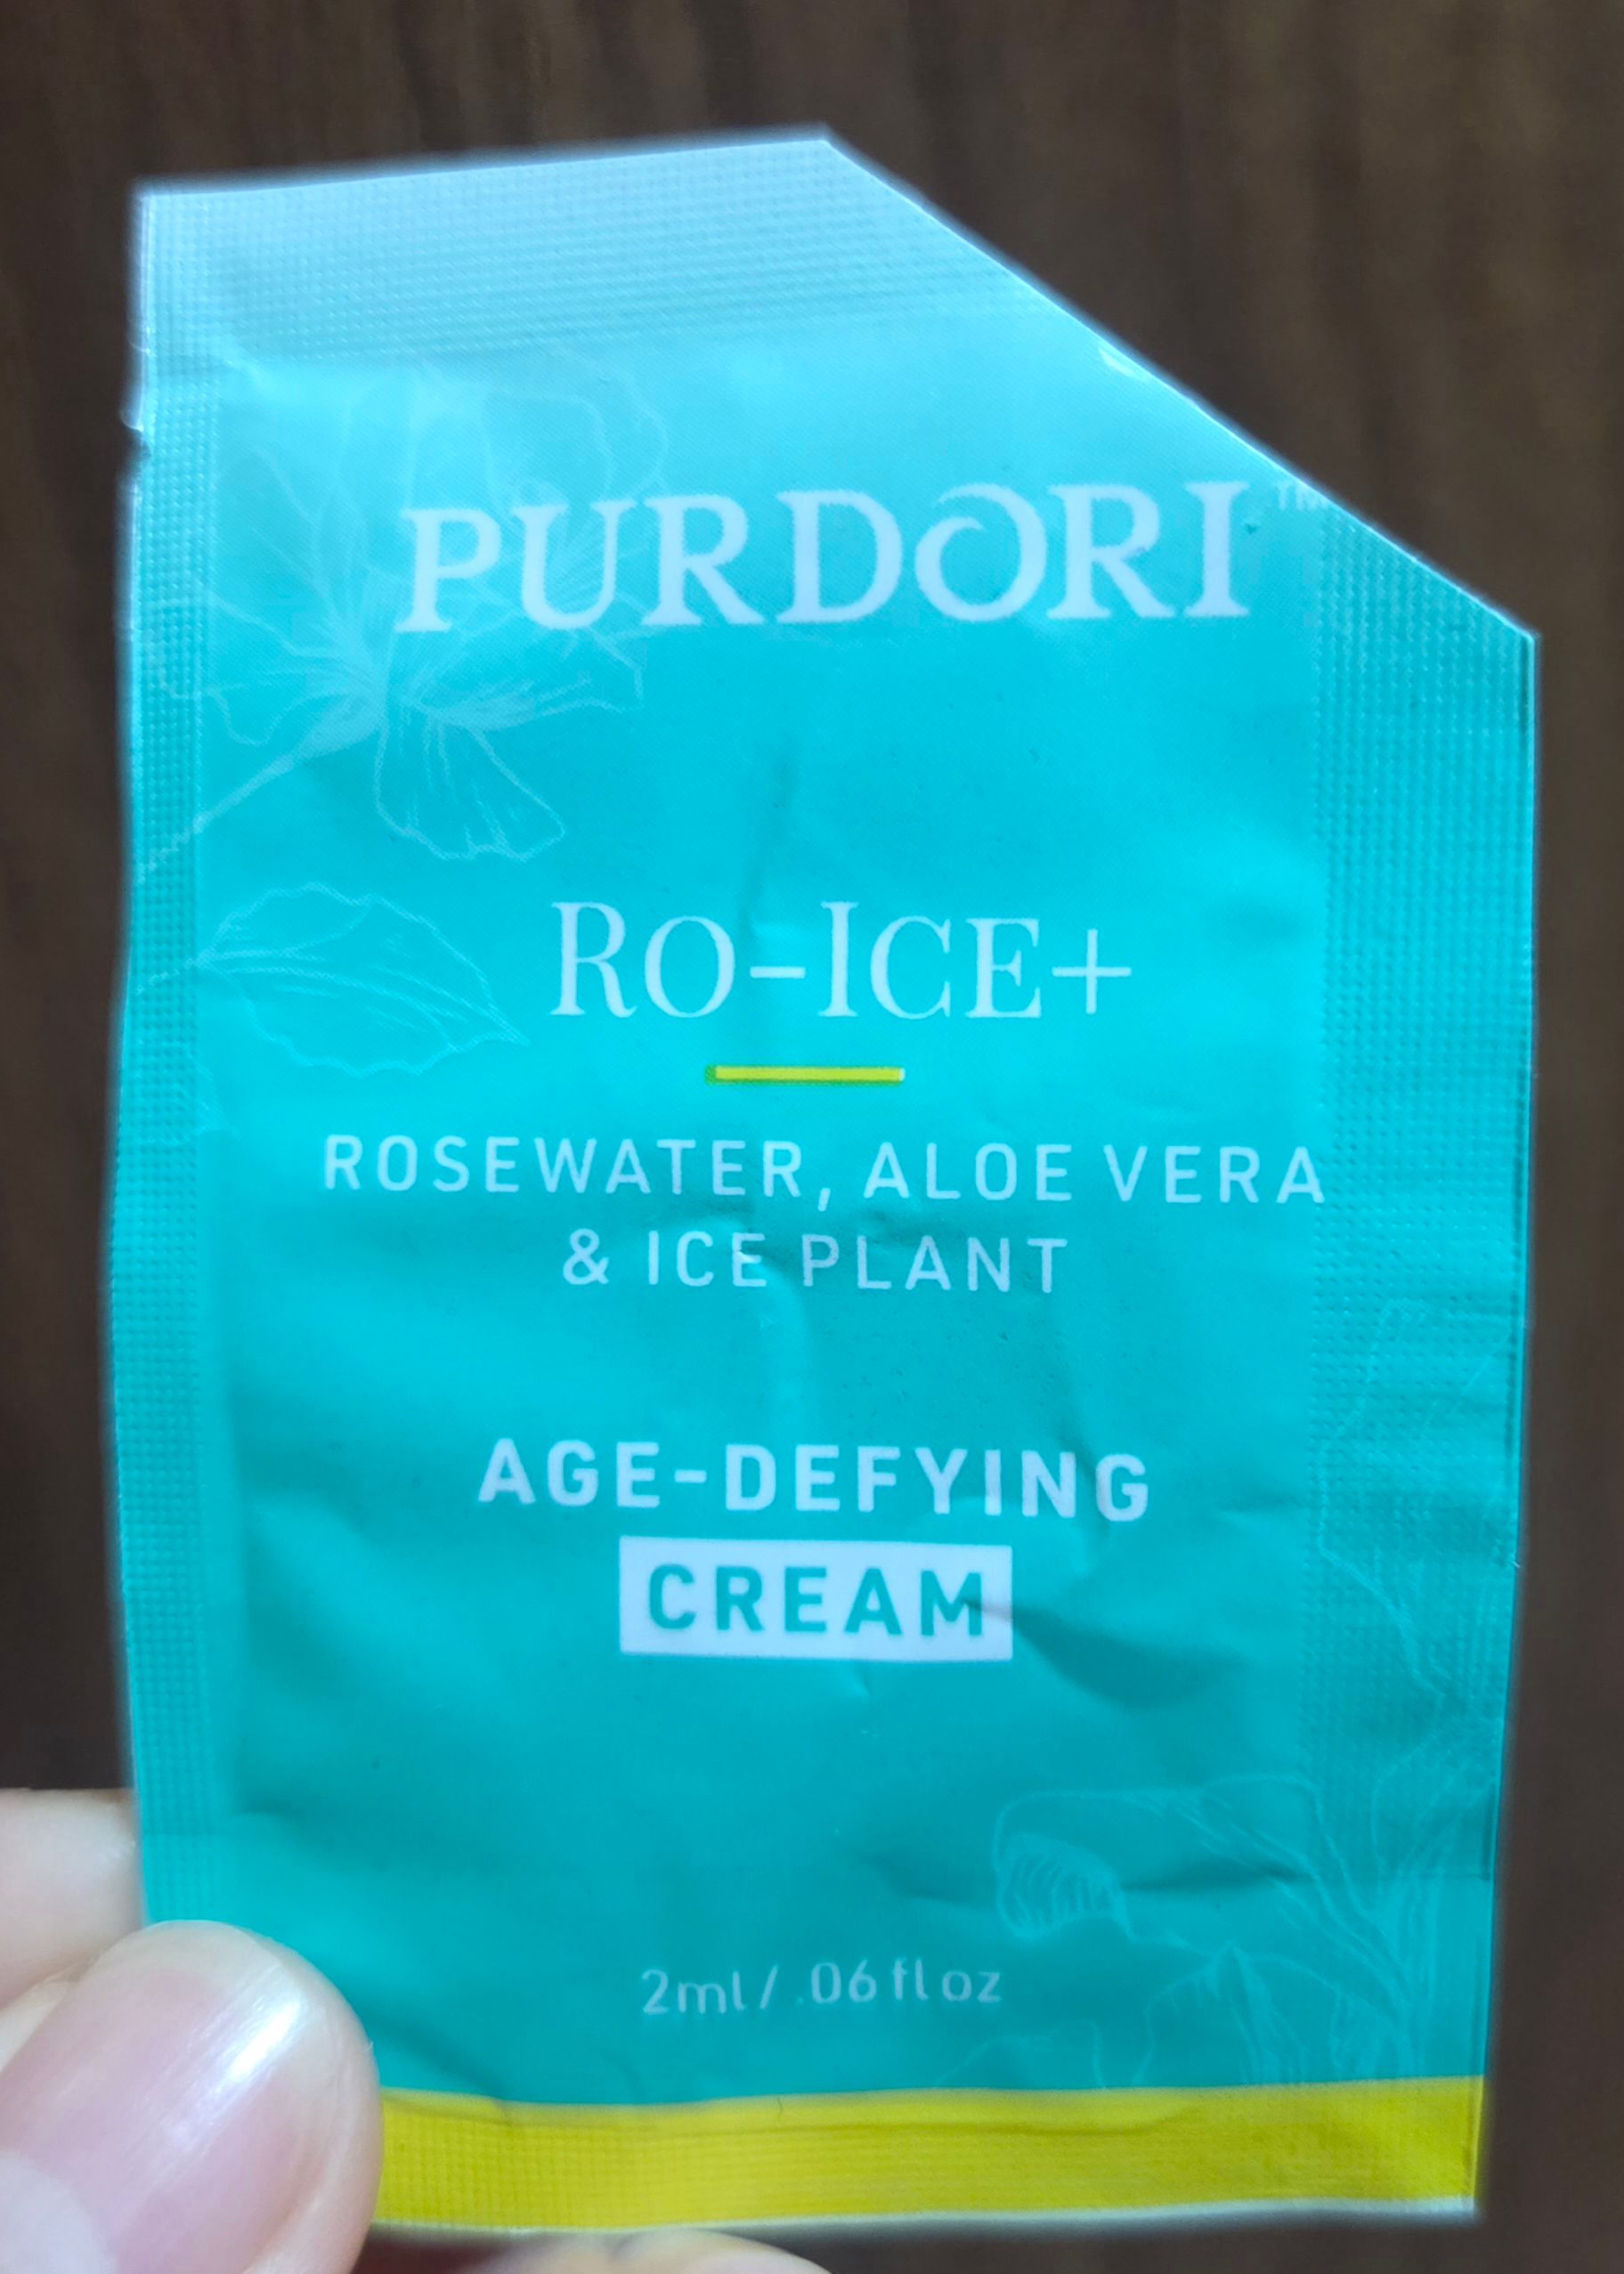 PURDORI™
RO-ICE+
ROSEWATER, ALOE VERA
& ICE PLANT
AGE-DEFYING
CREAM
2ml / .06 fl oz